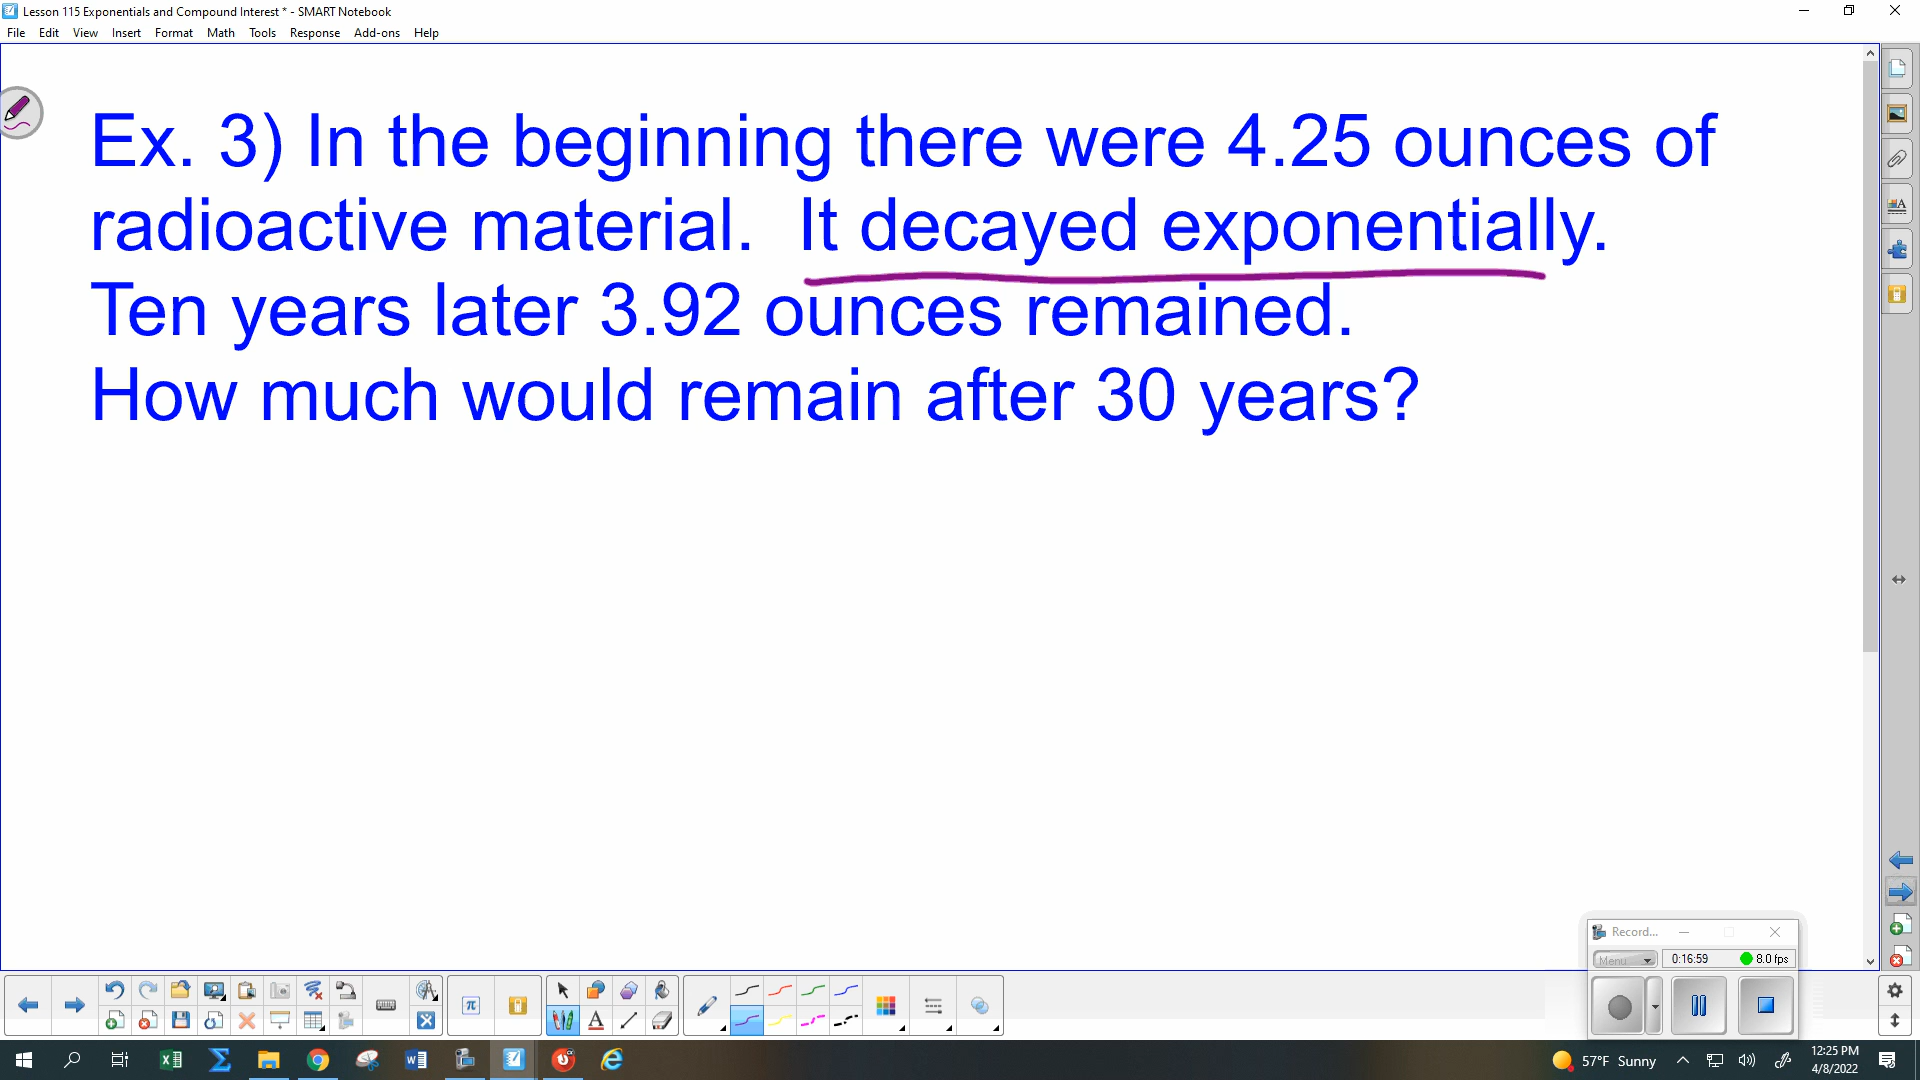 Lesson 115 Exponentials and Compound Interest * - SMART Notebook
File Edit View Insert Format Math Tools Response Add-ons Help
Ex. 3) In the beginning there were 4.25 ounces of
radioactive material.  It decayed exponentially.
Ten years later 3.92 ounces remained.
How much would remain after 30 years?
Record...
Menu 0:16:59 8.0 fps
57°F Sunny
12:25 PM
4/8/2022